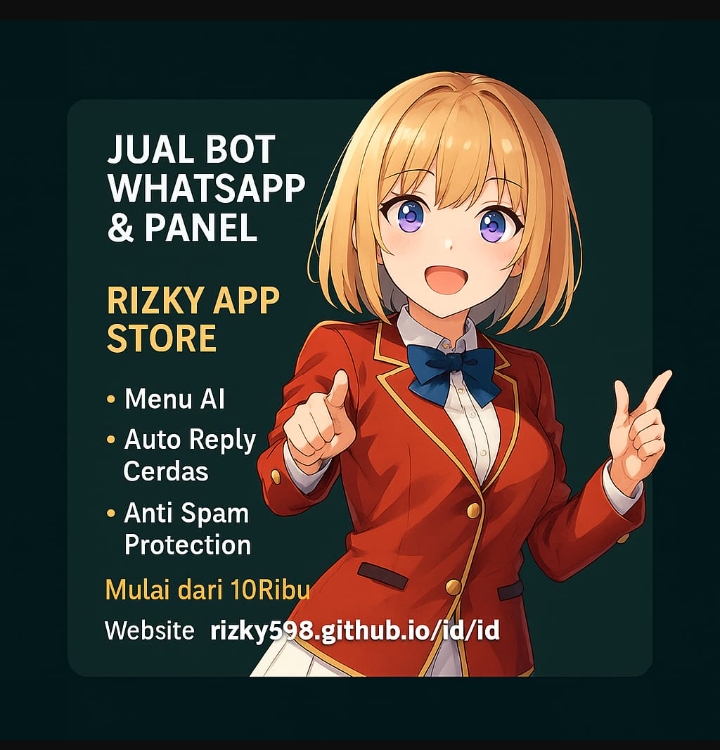 JUAL BOT
WHATSAPP
& PANEL
RIZKY APP
STORE
• Menu AI
• Auto Reply
Cerdas
• Anti Spam
Protection
Mulai dari 10Ribu
Website rizky598.github.io/id/id